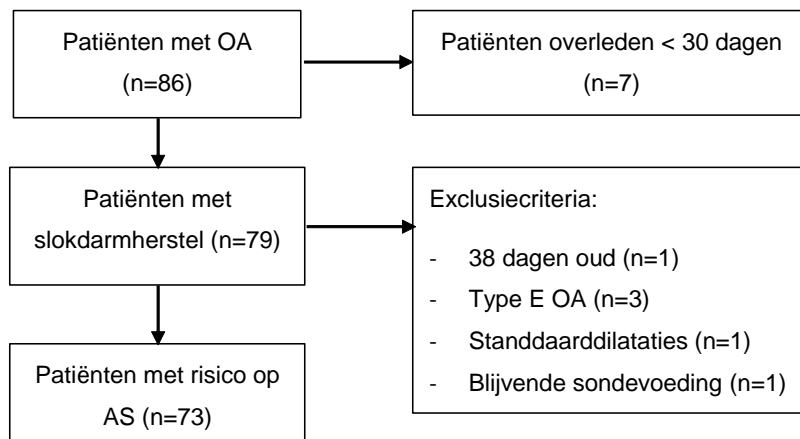 Patiënten met OA
(n=86)
Patiënten overleden < 30 dagen
(n=7)
Patiënten met
slokdarmherstel (n=79)
Exclusiecriteria:
- 38 dagen oud (n=1)
- Type E OA (n=3)
- Standdaarddilataties (n=1)
- Blijvende sondevoeding (n=1)
Patiënten met risico op
AS (n=73)